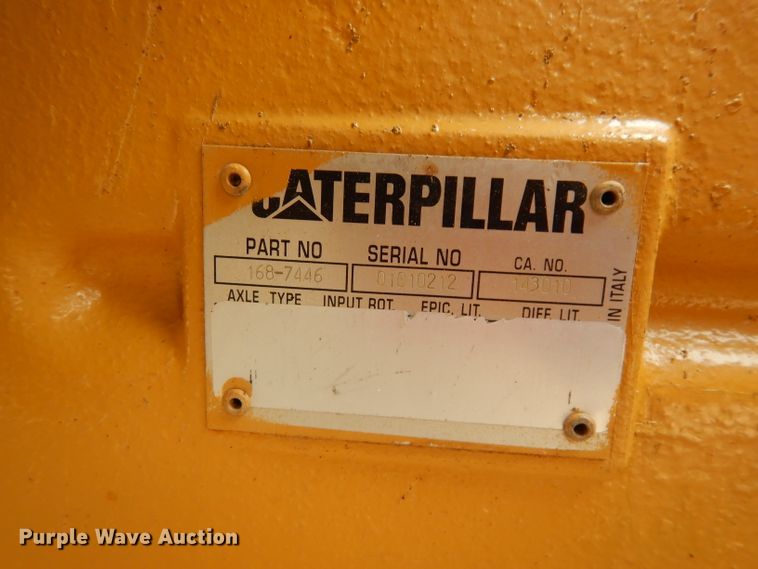 CATERPILLAR
PART NO SERIAL NO CA. NO.
168-7446 01610212 143010
AXLE TYPE INPUT ROT. EPIC. LIT. DIFF. LIT.
IN ITALY
Purple Wave Auction